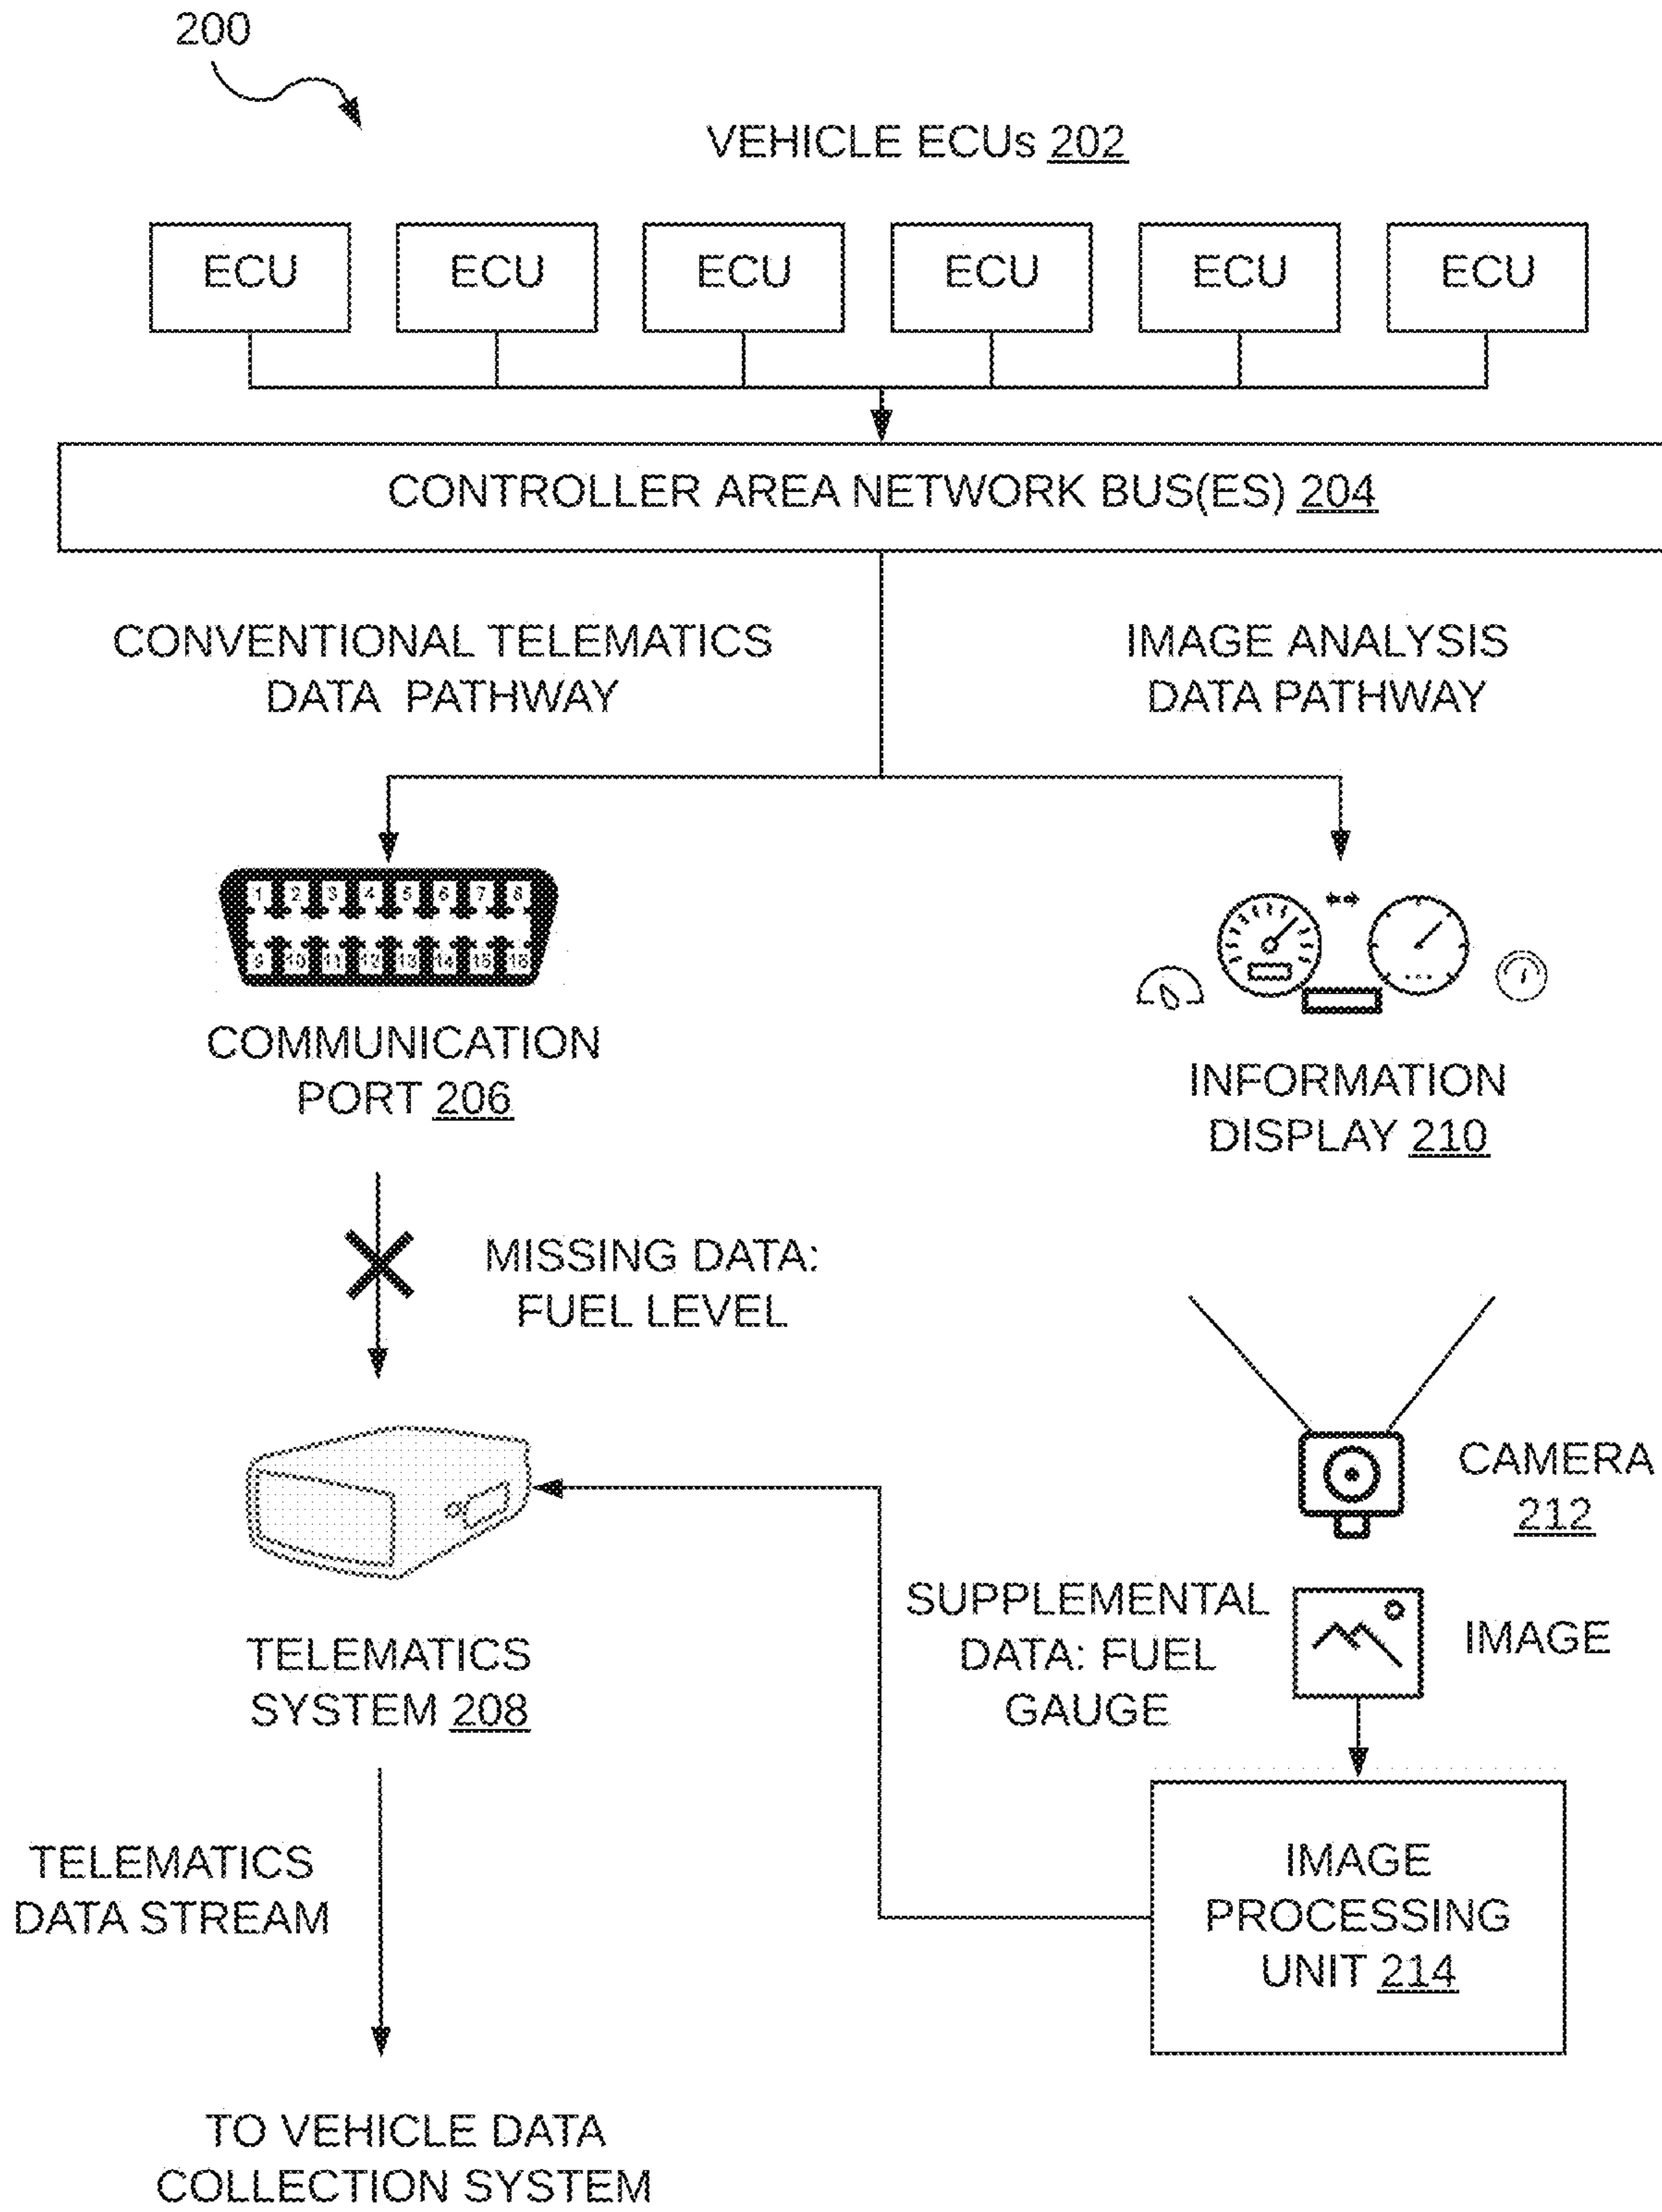 200
VEHICLE ECUs 202
ECU ECU ECU ECU ECU ECU
CONTROLLER AREA NETWORK BUS(ES) 204
CONVENTIONAL TELEMATICS
DATA PATHWAY
IMAGE ANALYSIS
DATA PATHWAY
1 2 3 4 5 6 7 8
9 10 11 12 13 14 15 16
COMMUNICATION
PORT 206
INFORMATION
DISPLAY 210
MISSING DATA:
FUEL LEVEL
CAMERA
212
SUPPLEMENTAL
DATA: FUEL
GAUGE
IMAGE
TELEMATICS
SYSTEM 208
IMAGE
PROCESSING
UNIT 214
TELEMATICS
DATA STREAM
TO VEHICLE DATA
COLLECTION SYSTEM